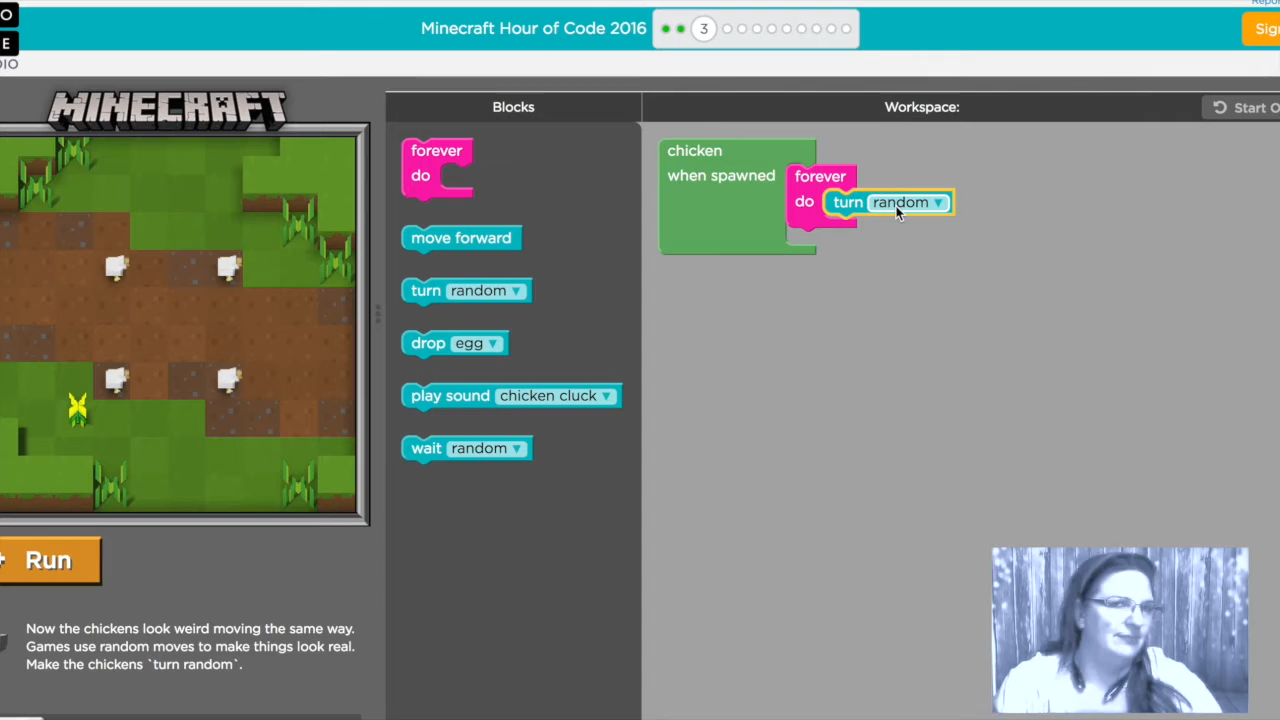 Repor
O
E
DIO
Minecraft Hour of Code 2016
3
Sig
MINECRAFT
Blocks
Workspace:
Start O
forever
do
move forward
turn random
drop egg
play sound chicken cluck
wait random
chicken
when spawned
forever
do turn random
Run
Now the chickens look weird moving the same way.
Games use random moves to make things look real.
Make the chickens `turn random`.